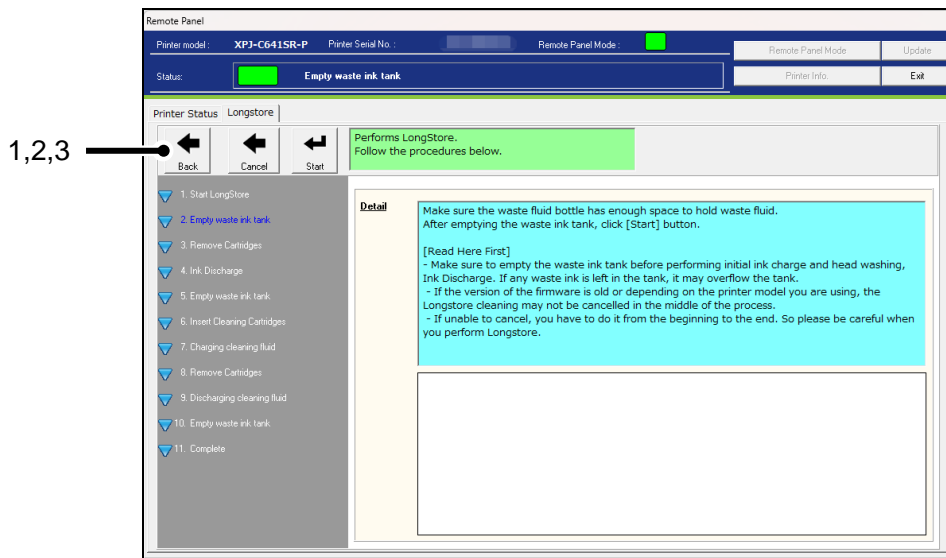 Remote Panel
Printer model : XPJ-C641SR-P Printer Serial No. : Remote Panel Mode :
Remote Panel Mode Update
Status: Empty waste ink tank
Printer Info. Exit
Printer Status Longstore
1,2,3
Back Cancel Start
Performs LongStore.
Follow the procedures below.
1. Start LongStore
2. Empty waste ink tank
3. Remove Cartridges
4. Ink Discharge
5. Empty waste ink tank
6. Insert Cleaning Cartridges
7. Charging cleaning fluid
8. Remove Cartridges
9. Discharging cleaning fluid
10. Empty waste ink tank
11. Complete
Detail
Make sure the waste fluid bottle has enough space to hold waste fluid.
After emptying the waste ink tank, click [Start] button.
[Read Here First]
- Make sure to empty the waste ink tank before performing initial ink charge and head washing,
Ink Discharge. If any waste ink is left in the tank, it may overflow the tank.
- If the version of the firmware is old or depending on the printer model you are using, the
Longstore cleaning may not be cancelled in the middle of the process.
- If unable to cancel, you have to do it from the beginning to the end. So please be careful when
you perform Longstore.